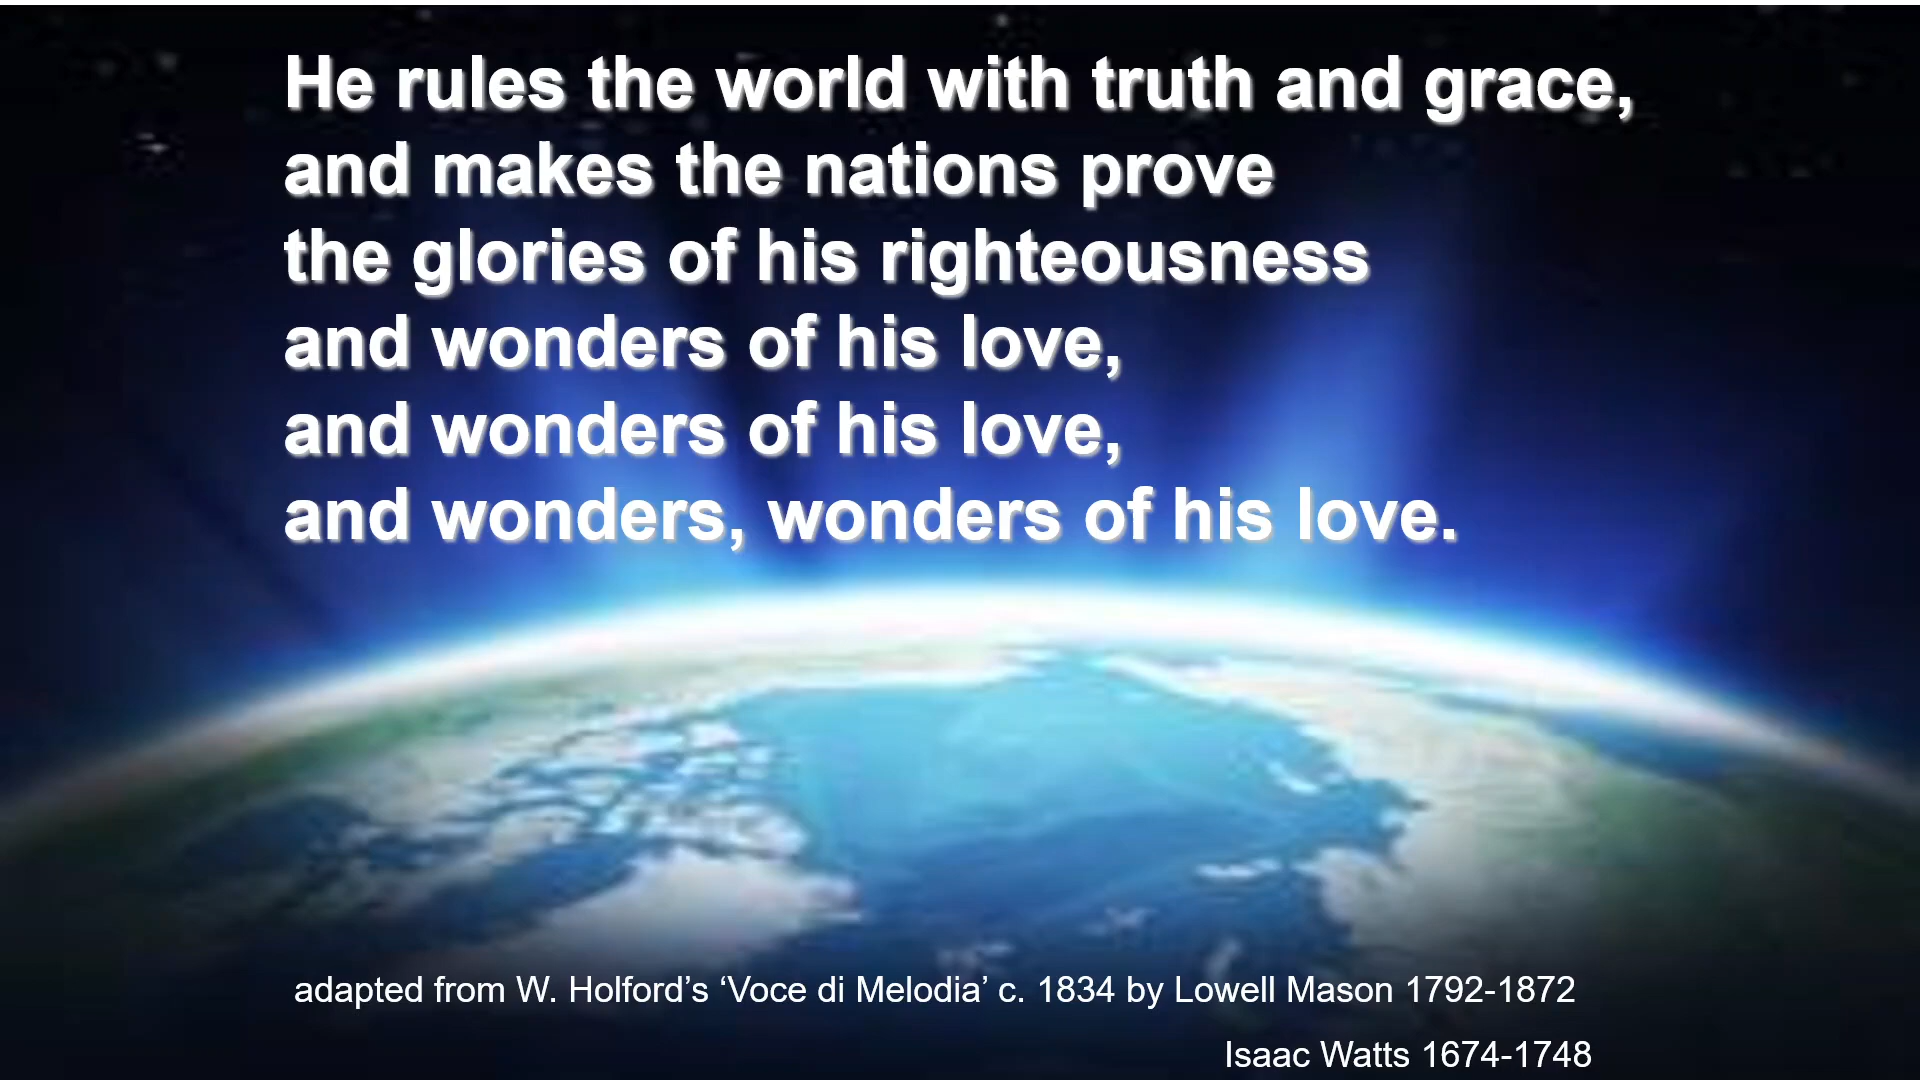 He rules the world with truth and grace,
and makes the nations prove
the glories of his righteousness
and wonders of his love,
and wonders of his love,
and wonders, wonders of his love.
adapted from W. Holford’s ‘Voce di Melodia’ c. 1834 by Lowell Mason 1792-1872
Isaac Watts 1674-1748